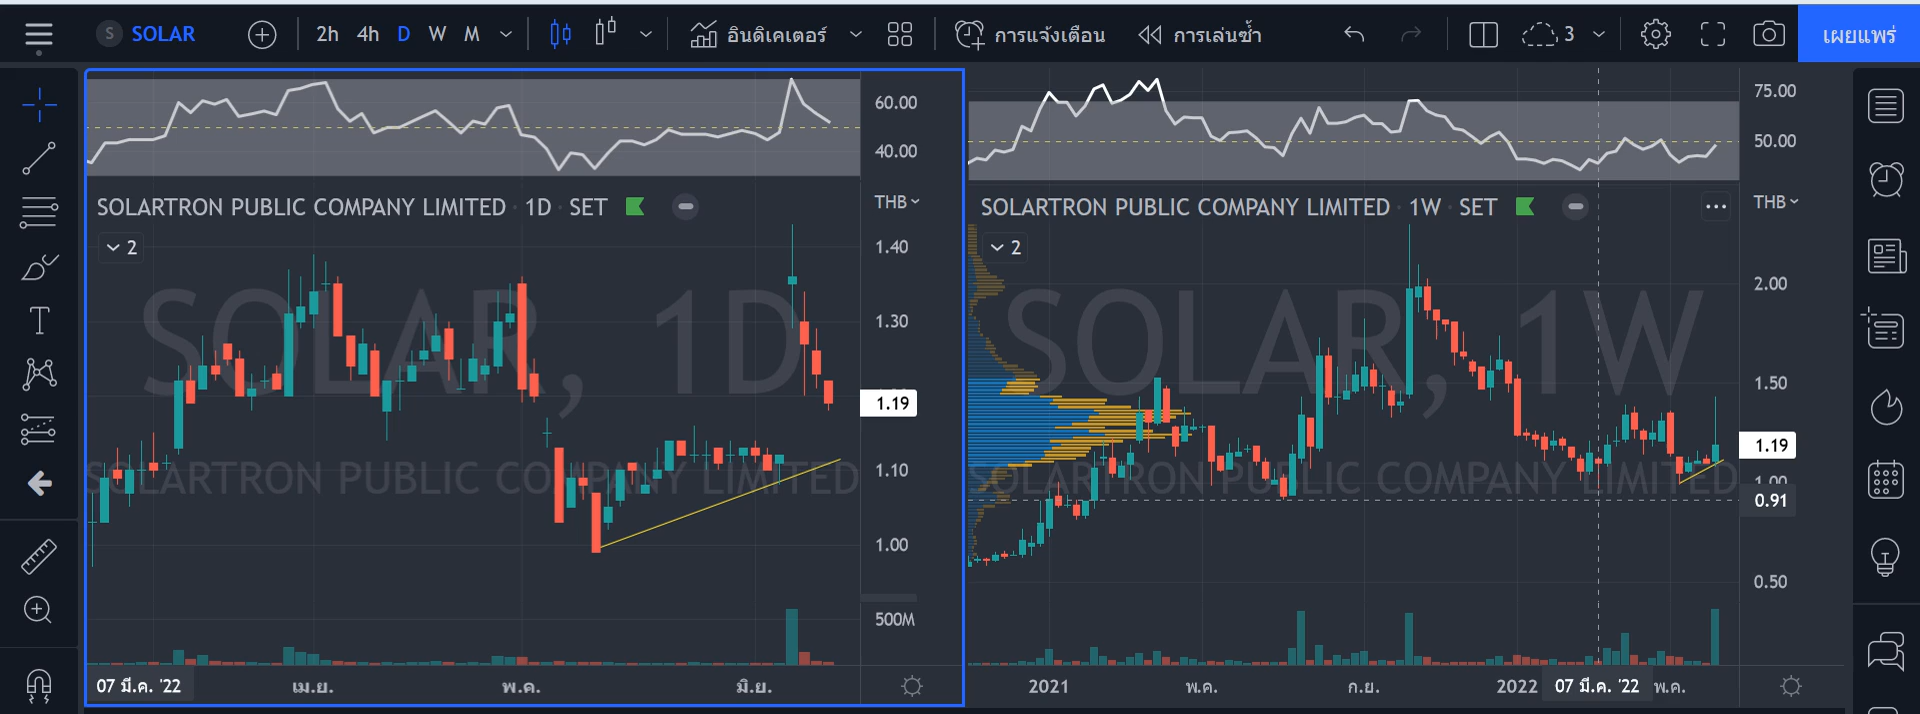 S SOLAR 2h 4h D W M อินดิเคเตอร์ การแจ้งเตือน การเล่นซ้ำ 3 เผยแพร่
60.00
40.00
SOLARTRON PUBLIC COMPANY LIMITED · 1D · SET
THB
2
1.40
1.30
1.19
1.10
1.00
500M
SOLAR, 1D
SOLARTRON PUBLIC COMPANY LIMITED
07 มี.ค. '22 เม.ย. พ.ค. มิ.ย.
75.00
50.00
SOLARTRON PUBLIC COMPANY LIMITED · 1W · SET
THB
2
2.00
1.50
1.19
1.00
0.91
0.50
SOLAR, 1W
SOLARTRON PUBLIC COMPANY LIMITED
2021 พ.ค. ก.ย. 2022 07 มี.ค. '22 พ.ค.
T